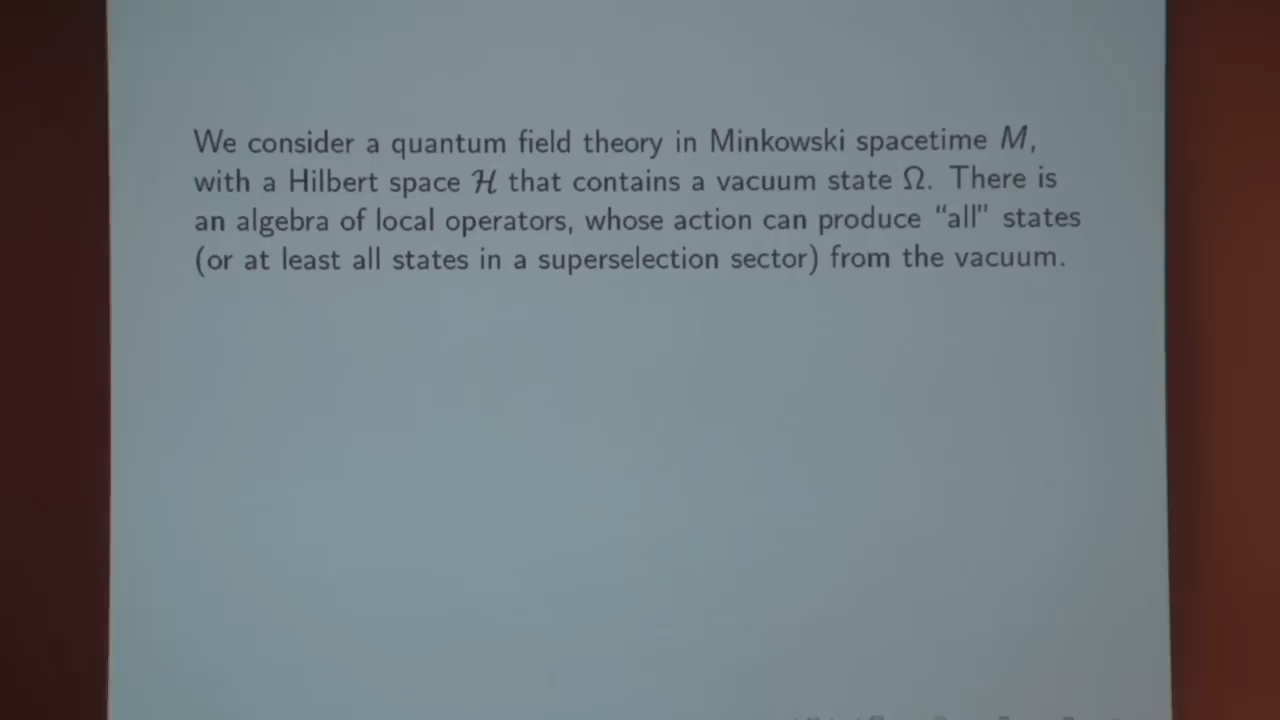 We consider a quantum field theory in Minkowski spacetime M,
with a Hilbert space ℋ that contains a vacuum state Ω. There is
an algebra of local operators, whose action can produce “all” states
(or at least all states in a superselection sector) from the vacuum.